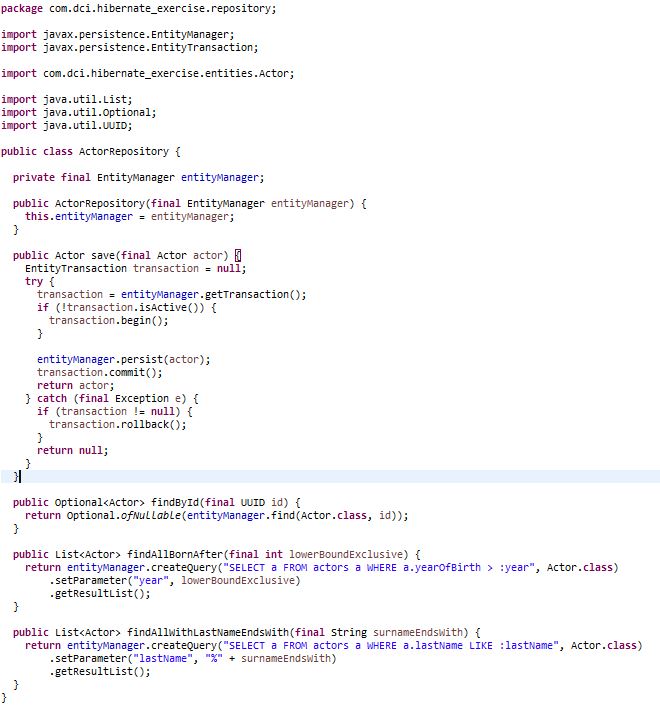 package com.dci.hibernate_exercise.repository;

import javax.persistence.EntityManager;
import javax.persistence.EntityTransaction;

import com.dci.hibernate_exercise.entities.Actor;

import java.util.List;
import java.util.Optional;
import java.util.UUID;

public class ActorRepository {

  private final EntityManager entityManager;

  public ActorRepository(final EntityManager entityManager) {
    this.entityManager = entityManager;
  }

  public Actor save(final Actor actor) {
    EntityTransaction transaction = null;
    try {
      transaction = entityManager.getTransaction();
      if (!transaction.isActive()) {
        transaction.begin();
      }

      entityManager.persist(actor);
      transaction.commit();
      return actor;
    } catch (final Exception e) {
      if (transaction != null) {
        transaction.rollback();
      }
      return null;
    }
  }

  public Optional<Actor> findById(final UUID id) {
    return Optional.ofNullable(entityManager.find(Actor.class, id));
  }

  public List<Actor> findAllBornAfter(final int lowerBoundExclusive) {
    return entityManager.createQuery("SELECT a FROM actors a WHERE a.yearOfBirth > :year", Actor.class)
        .setParameter("year", lowerBoundExclusive)
        .getResultList();
  }

  public List<Actor> findAllWithLastNameEndsWith(final String surnameEndsWith) {
    return entityManager.createQuery("SELECT a FROM actors a WHERE a.lastName LIKE :lastName", Actor.class)
        .setParameter("lastName", "%" + surnameEndsWith)
        .getResultList();
  }
}